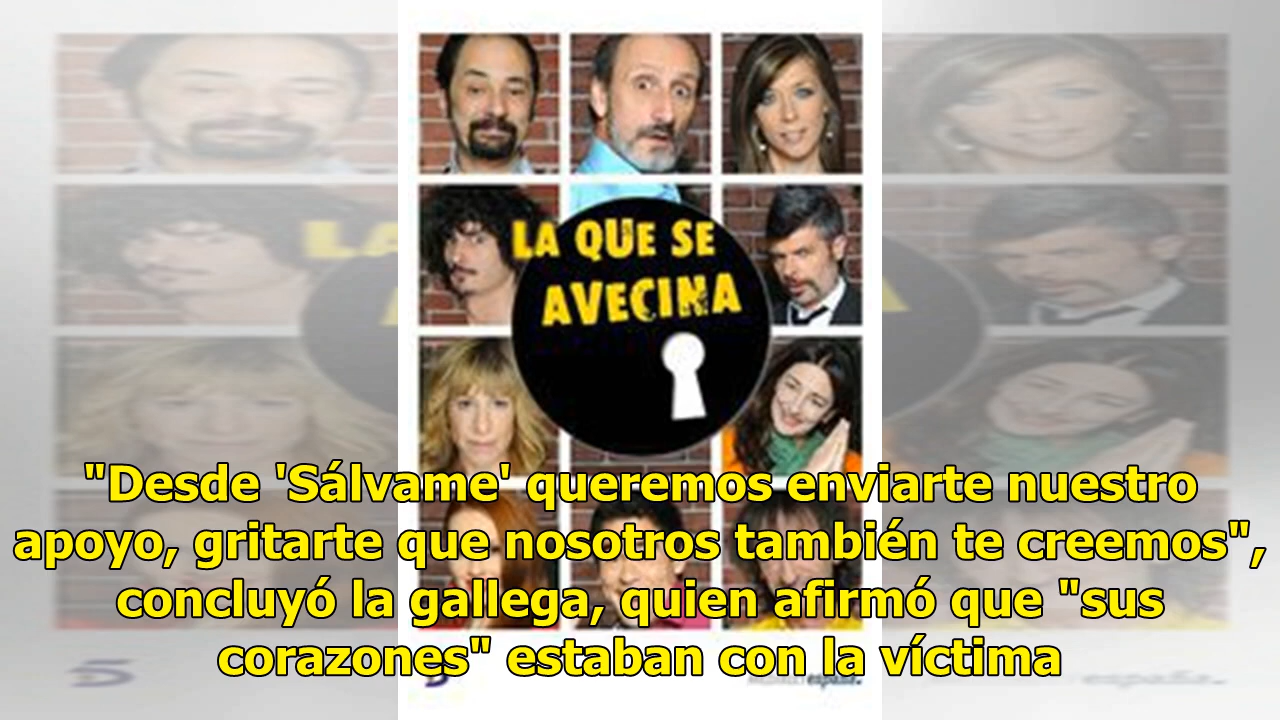 LA QUE SE
AVECINA
"Desde 'Sálvame' queremos enviarte nuestro
apoyo, gritarte que nosotros también te creemos",
concluyó la gallega, quien afirmó que "sus
corazones" estaban con la víctima
españa.